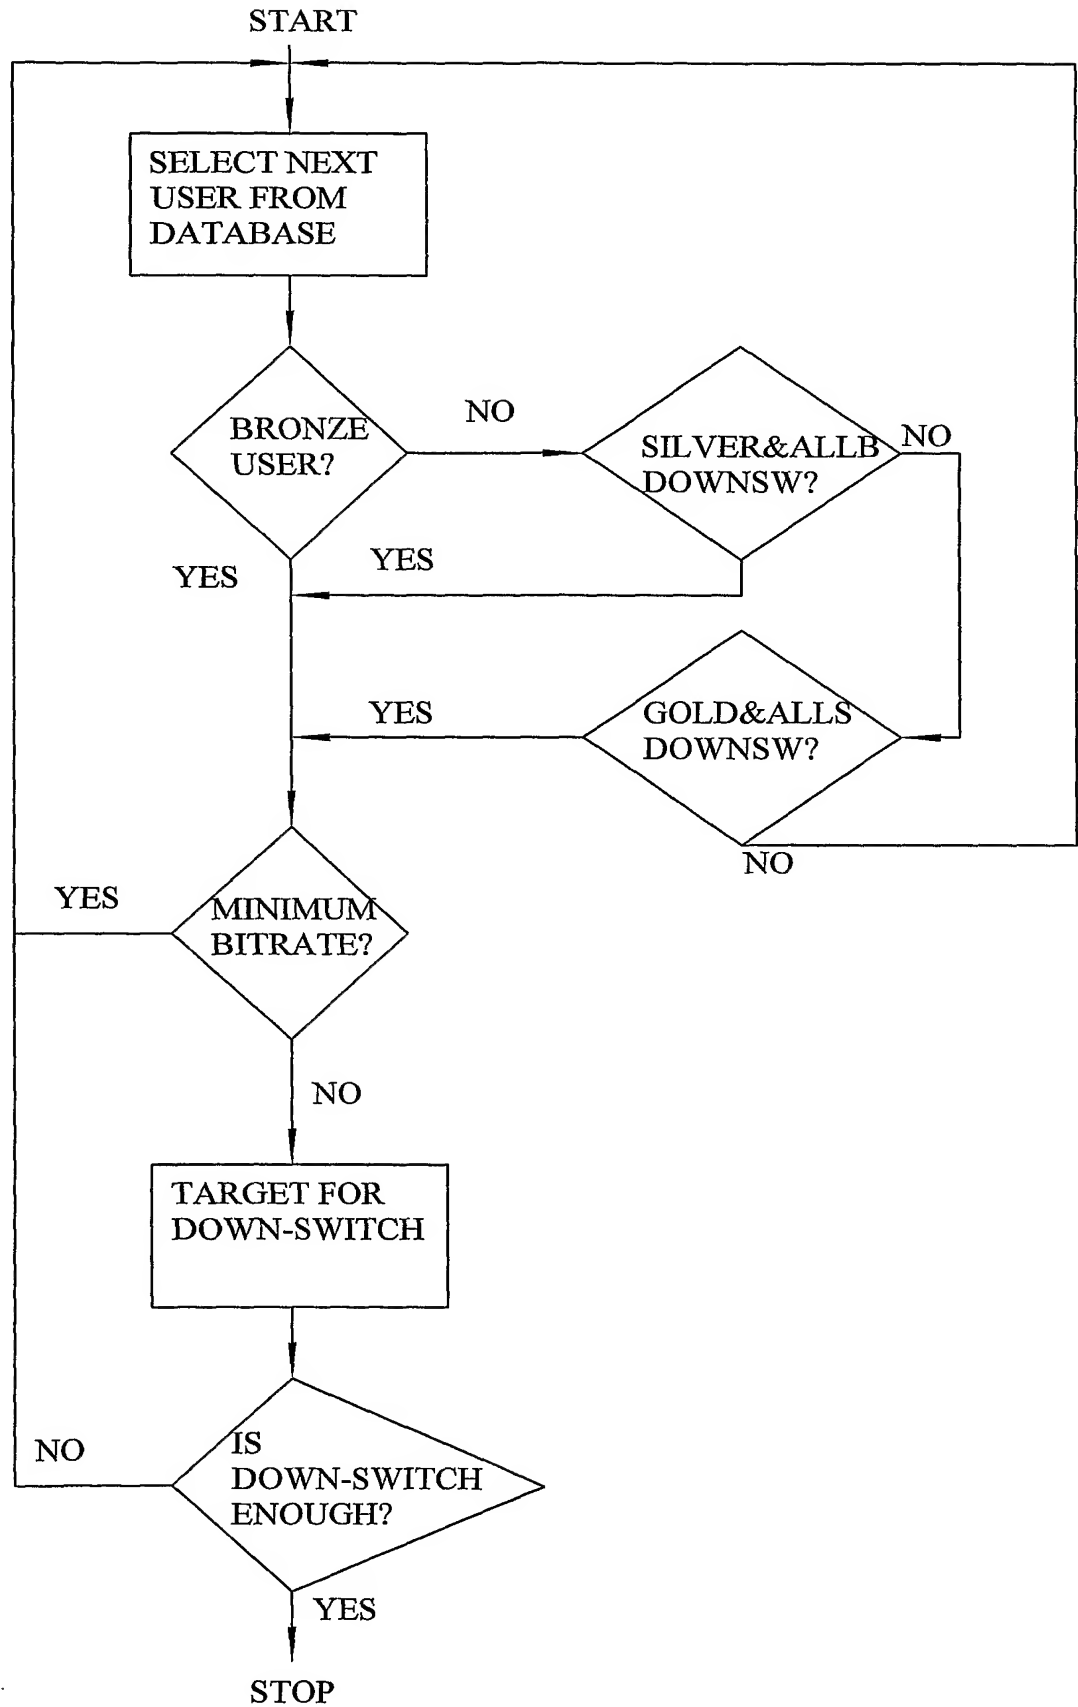 START
SELECT NEXT
USER FROM
DATABASE
BRONZE
USER?
NO
SILVER&ALLB
DOWNSW?
NO
YES
YES
GOLD&ALLS
DOWNSW?
YES
NO
MINIMUM
BITRATE?
YES
NO
TARGET FOR
DOWN-SWITCH
IS
DOWN-SWITCH
ENOUGH?
NO
YES
STOP